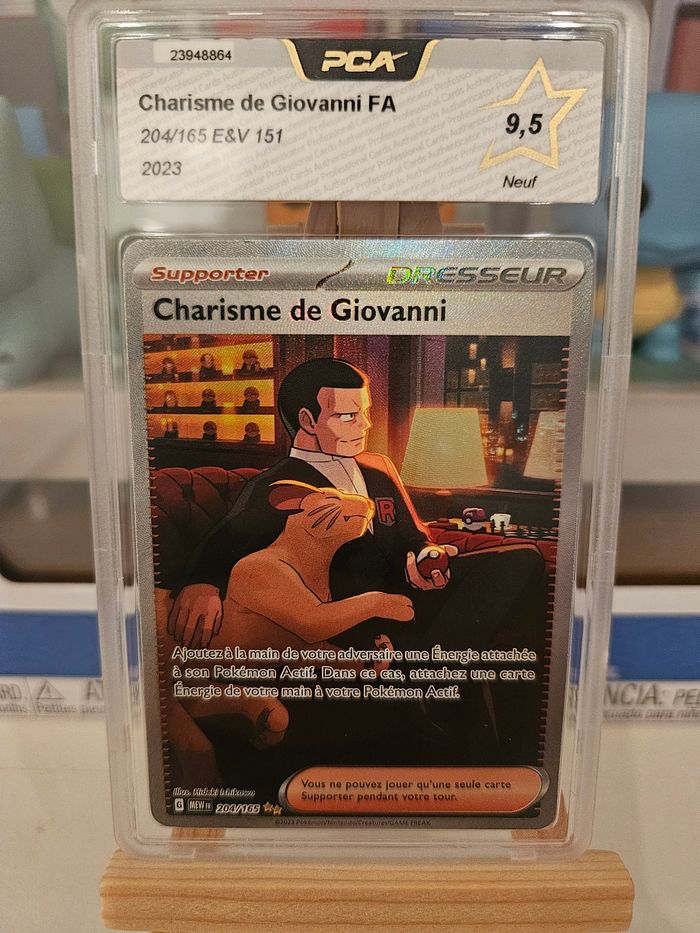 23948864
PCA
Charisme de Giovanni FA
204/165 E&V 151
2023
9,5
Neuf
Supporter
DRESSEUR
Charisme de Giovanni
R
Ajoutez à la main de votre adversaire une Énergie attachée
à son Pokémon Actif. Dans ce cas, attachez une carte
Énergie de votre main à votre Pokémon Actif.
Vous ne pouvez jouer qu'une seule carte
Supporter pendant votre tour.
Illus. Hideki Ishikawa
G MEW FR 204/165
©2023 Pokémon/Nintendo/Creatures/GAME FREAK